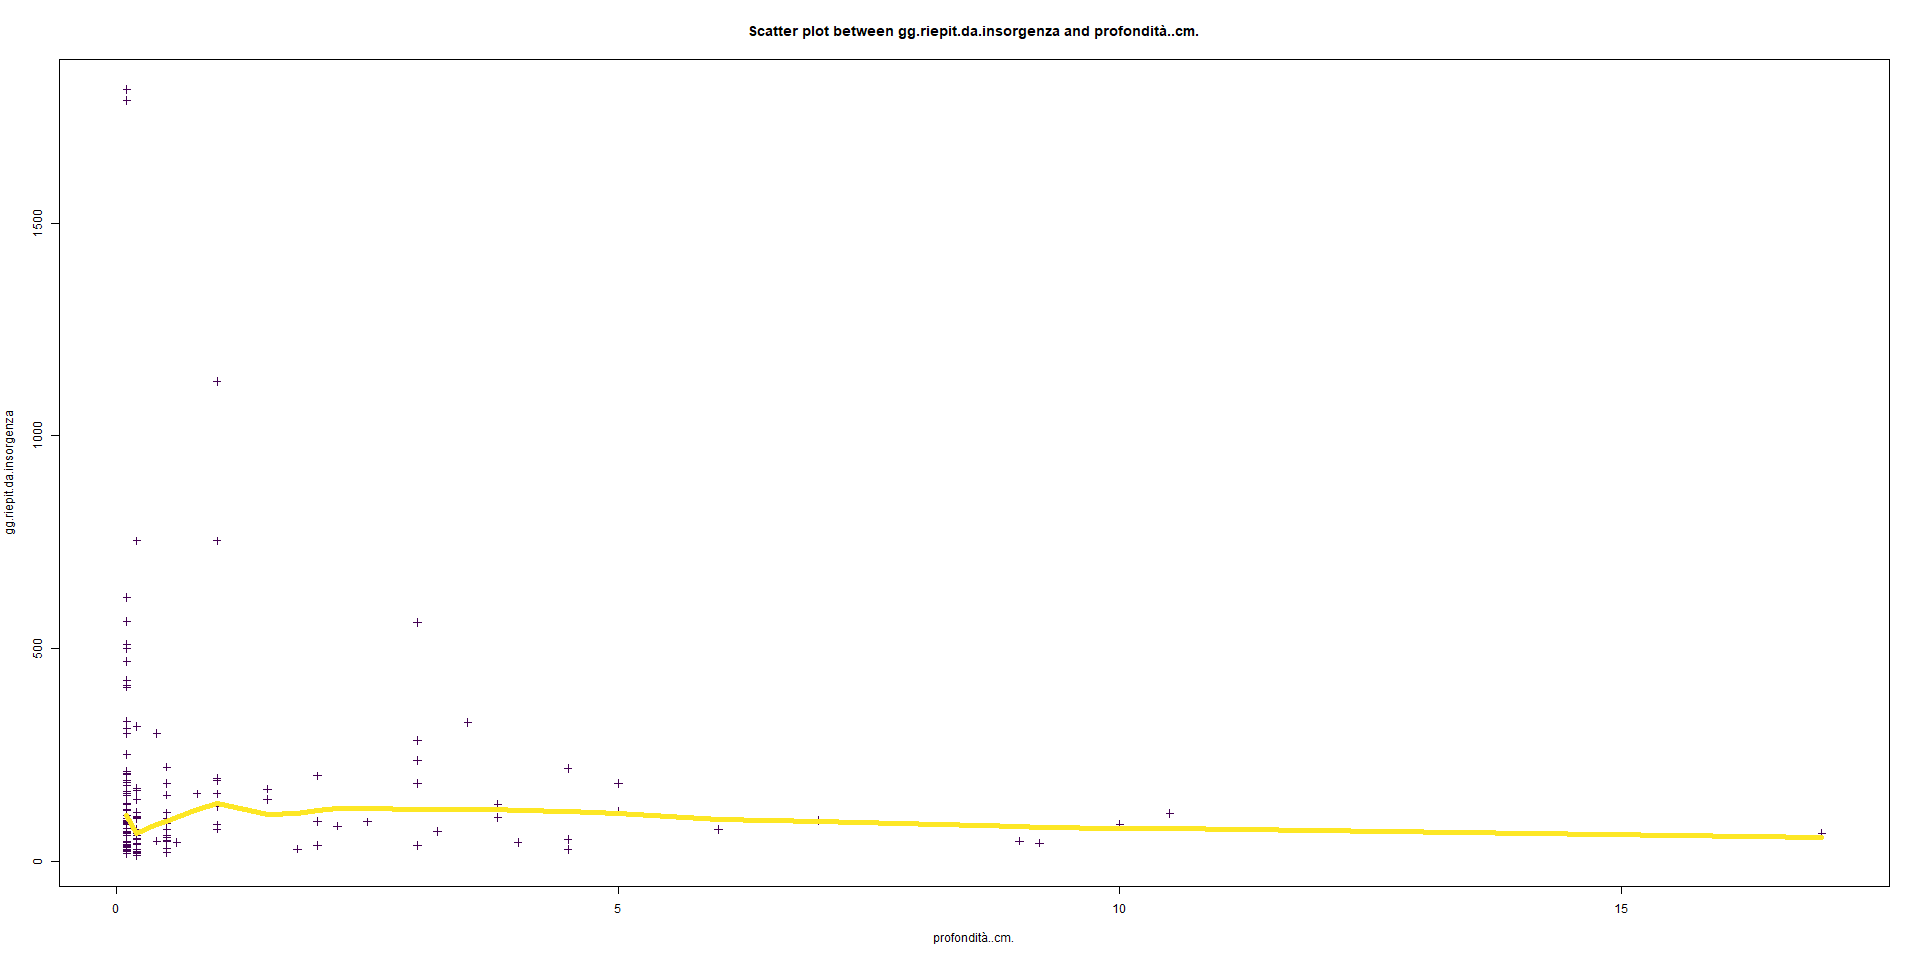 Scatter plot between gg.riepit.da.insorgenza and profondità..cm.
gg.riepit.da.insorgenza
1500
1000
500
0
0 5 10 15
profondità..cm.